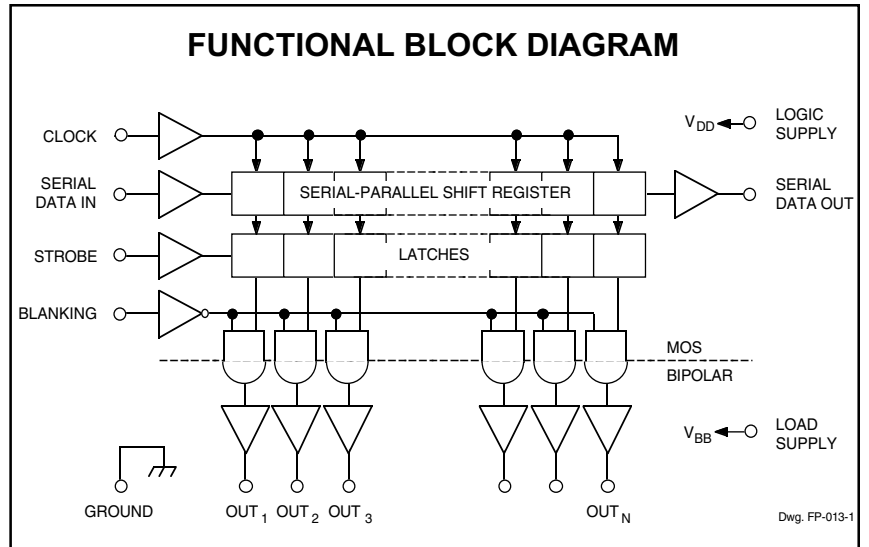 FUNCTIONAL BLOCK DIAGRAM
CLOCK
V_DD
LOGIC
SUPPLY
SERIAL
DATA IN
SERIAL-PARALLEL SHIFT REGISTER
SERIAL
DATA OUT
STROBE
LATCHES
BLANKING
MOS
BIPOLAR
V_BB
LOAD
SUPPLY
GROUND
OUT_1
OUT_2
OUT_3
OUT_N
Dwg. FP-013-1